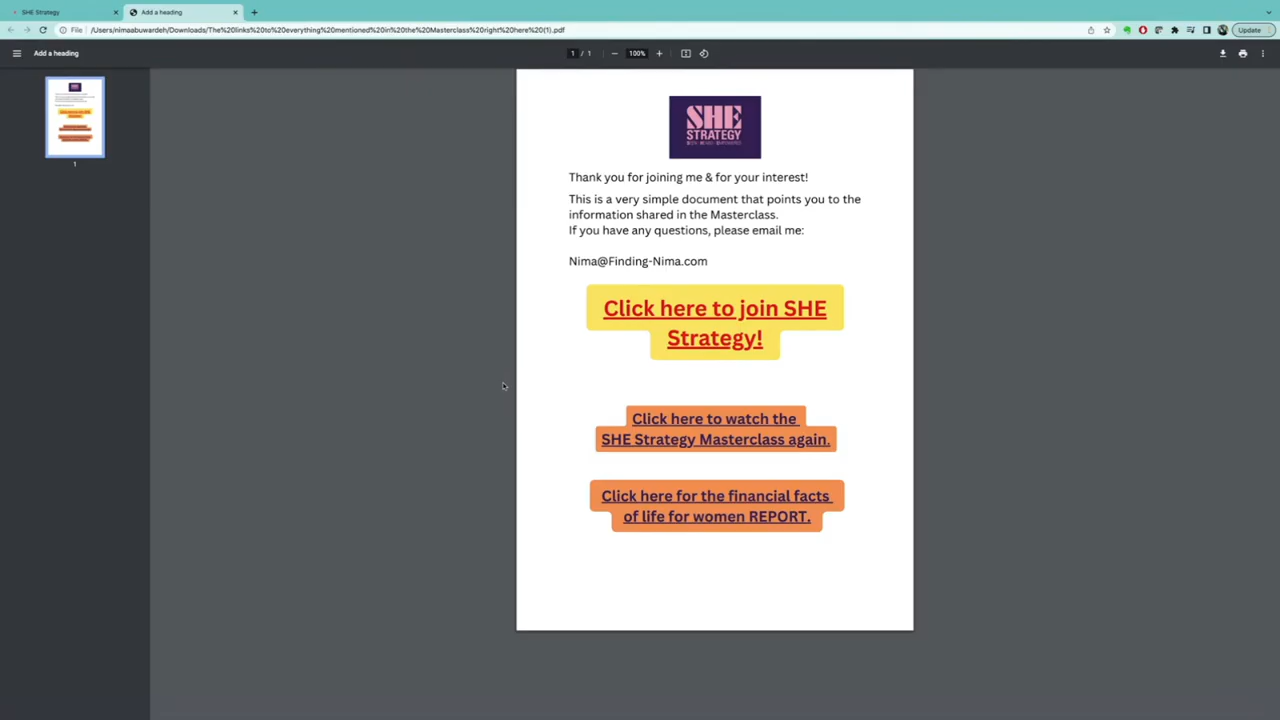 SHE Strategy
Add a heading
File
/Users/nimaabuwardeh/Downloads/The%20links%20to%20everything%20mentioned%20in%20the%20Masterclass%20right%20here%20(1).pdf
Update
Add a heading
1 / 1
100%
1
SHE
STRATEGY
Thank you for joining me & for your interest!
This is a very simple document that points you to the
information shared in the Masterclass.
If you have any questions, please email me:
Nima@Finding-Nima.com
Click here to join SHE
Strategy!
Click here to watch the
SHE Strategy Masterclass again.
Click here for the financial facts
of life for women REPORT.